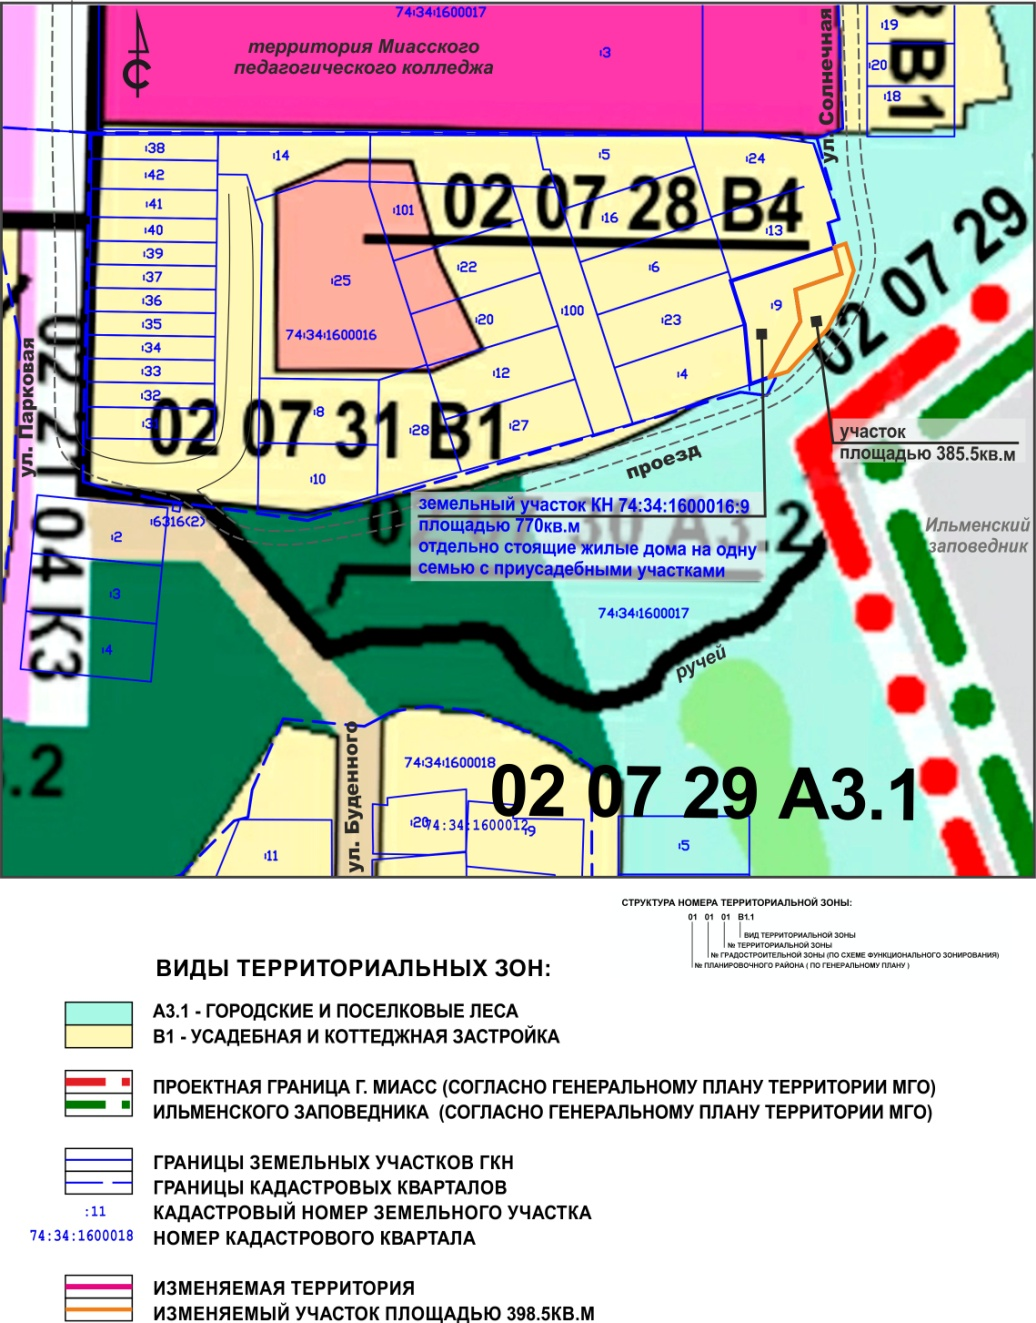 74:34:1600017
территория Миасского
педагогического колледжа
:3
ул. Солнечная
:19
:20
:18
В1
:38
:42
:41
:40
:39
:37
:36
:35
:34
:33
:32
:31
:14
:101
:25
74:34:1600016
02 07 28 В4
:5
:24
:16
:13
:22
:6
:9
:20
:100
:23
:12
:4
:8
:28
:27
:10
02 07 31 В1
02 07 29
ул. Парковая
02 21 04 К3
проезд
участок
площадью 385.5кв.м
земельный участок КН 74:34:1600016:9
площадью 770кв.м
отдельно стоящие жилые дома на одну
семью с приусадебными участками
02 07 30 А3.2
Ильменский
заповедник
:6316(2)
:2
:3
:4
74:34:1600017
ручей
.2
ул. Буденного
74:34:1600018
02 07 29 А3.1
:20
74:34:1600012
:9
:11
:5
СТРУКТУРА НОМЕРА ТЕРРИТОРИАЛЬНОЙ ЗОНЫ:
01 01 01 В1.1
ВИД ТЕРРИТОРИАЛЬНОЙ ЗОНЫ
№ ТЕРРИТОРИАЛЬНОЙ ЗОНЫ
№ ГРАДОСТРОИТЕЛЬНОЙ ЗОНЫ (ПО СХЕМЕ ФУНКЦИОНАЛЬНОГО ЗОНИРОВАНИЯ)
№ ПЛАНИРОВОЧНОГО РАЙОНА ( ПО ГЕНЕРАЛЬНОМУ ПЛАНУ )
ВИДЫ ТЕРРИТОРИАЛЬНЫХ ЗОН:
А3.1 - ГОРОДСКИЕ И ПОСЕЛКОВЫЕ ЛЕСА
В1 - УСАДЕБНАЯ И КОТТЕДЖНАЯ ЗАСТРОЙКА
ПРОЕКТНАЯ ГРАНИЦА Г. МИАСС (СОГЛАСНО ГЕНЕРАЛЬНОМУ ПЛАНУ ТЕРРИТОРИИ МГО)
ИЛЬМЕНСКОГО ЗАПОВЕДНИКА (СОГЛАСНО ГЕНЕРАЛЬНОМУ ПЛАНУ ТЕРРИТОРИИ МГО)
ГРАНИЦЫ ЗЕМЕЛЬНЫХ УЧАСТКОВ ГКН
ГРАНИЦЫ КАДАСТРОВЫХ КВАРТАЛОВ
:11 КАДАСТРОВЫЙ НОМЕР ЗЕМЕЛЬНОГО УЧАСТКА
74:34:1600018 НОМЕР КАДАСТРОВОГО КВАРТАЛА
ИЗМЕНЯЕМАЯ ТЕРРИТОРИЯ
ИЗМЕНЯЕМЫЙ УЧАСТОК ПЛОЩАДЬЮ 398.5КВ.М